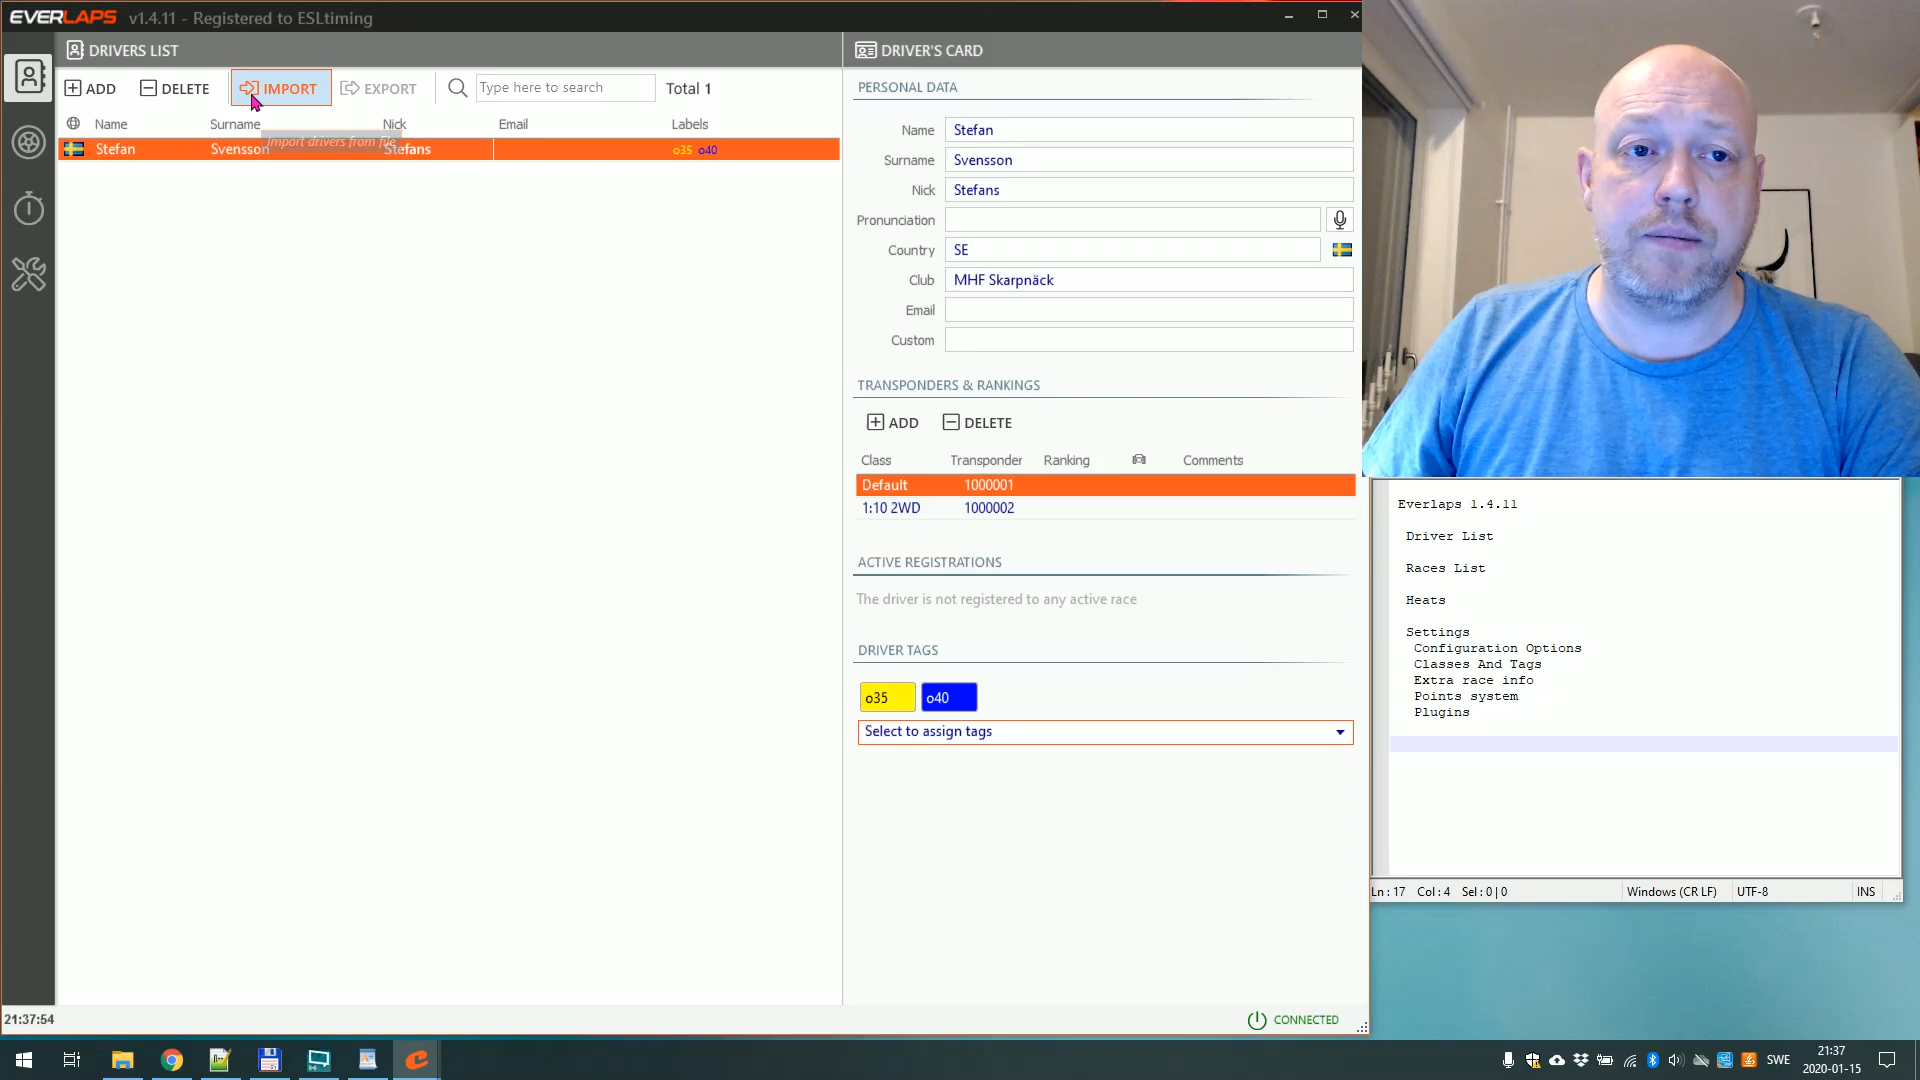 EVERLAPS v1.4.11 - Registered to ESLtiming
DRIVERS LIST
ADD DELETE IMPORT EXPORT Type here to search Total 1
Name Surname Nick Email Labels
Import drivers from file
Stefan Svensson Stefans o35 o40
DRIVER'S CARD
PERSONAL DATA
Name Stefan
Surname Svensson
Nick Stefans
Pronunciation
Country SE
Club MHF Skarpnäck
Email
Custom
TRANSPONDERS & RANKINGS
ADD DELETE
Class Transponder Ranking Comments
Default 1000001
1:10 2WD 1000002
ACTIVE REGISTRATIONS
The driver is not registered to any active race
DRIVER TAGS
o35 o40
Select to assign tags
21:37:54
CONNECTED
Everlaps 1.4.11
Driver List
Races List
Heats
Settings
Configuration Options
Classes And Tags
Extra race info
Points system
Plugins
Ln : 17 Col : 4 Sel : 0 | 0 Windows (CR LF) UTF-8 INS
SWE
21:37
2020-01-15